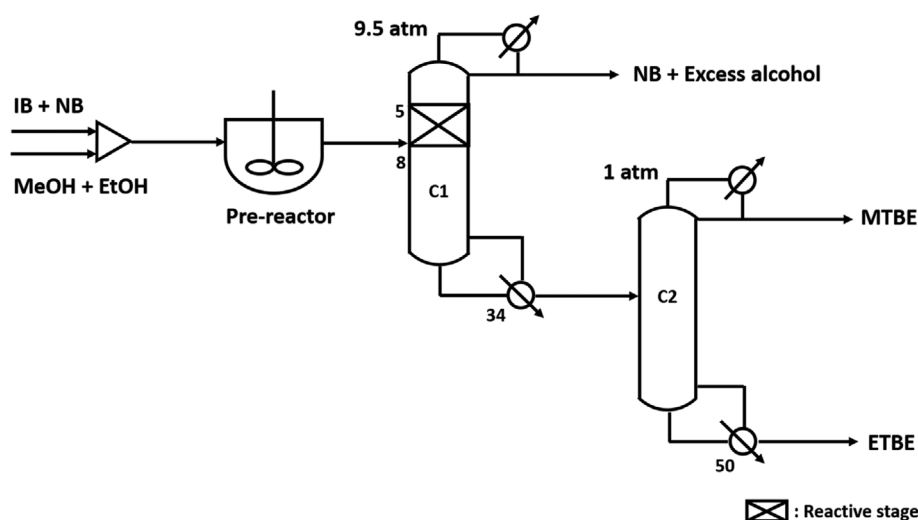 9.5 atm
NB + Excess alcohol
IB + NB
MeOH + EtOH
Pre-reactor
5
8
C1
34
1 atm
MTBE
C2
ETBE
50
: Reactive stage